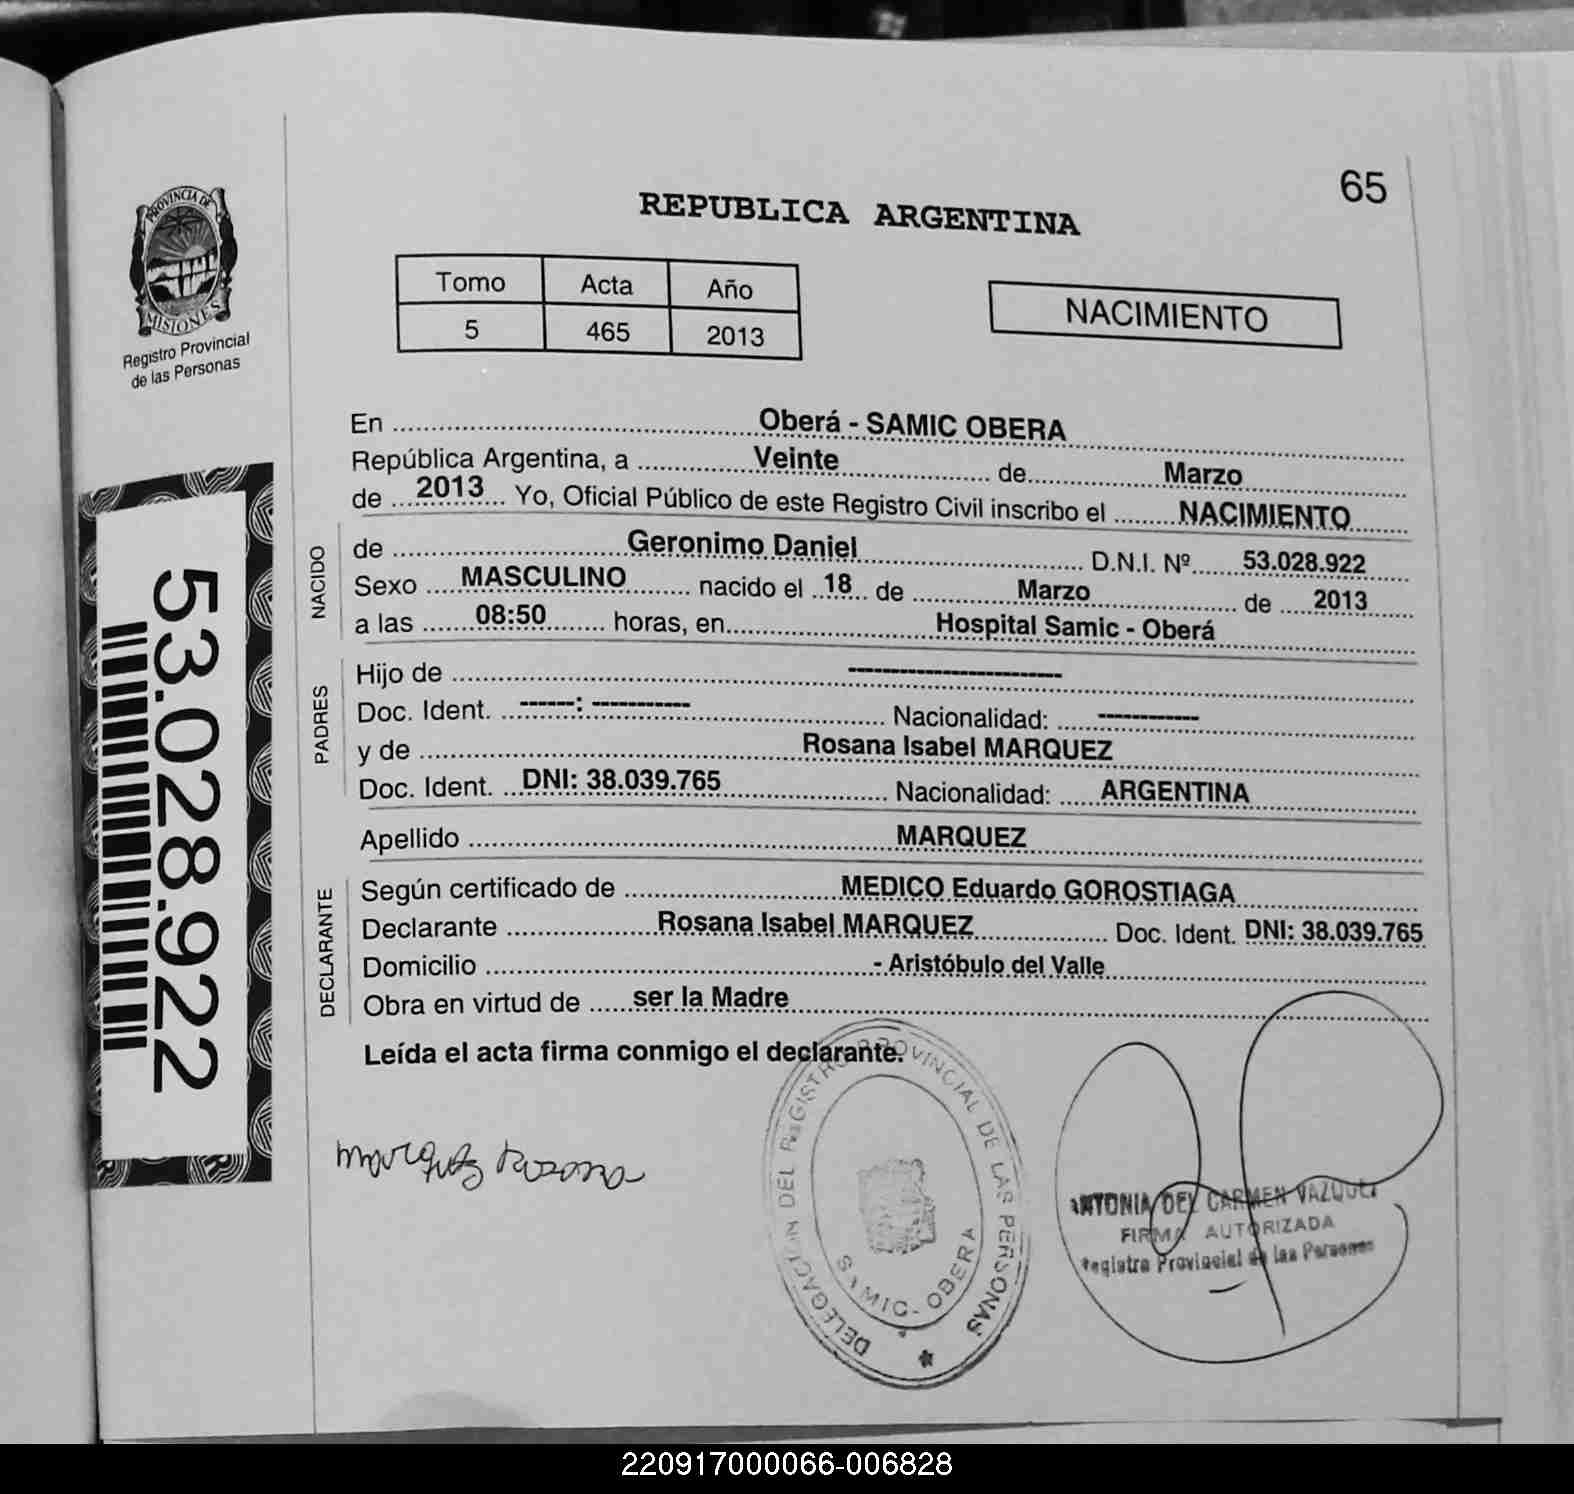 65
REPUBLICA ARGENTINA
PROVINCIA DE
MISIONES
Registro Provincial
de las Personas
Tomo Acta Año
5 465 2013
NACIMIENTO
En Oberá - SAMIC OBERA
República Argentina, a Veinte de Marzo
de 2013 Yo, Oficial Público de este Registro Civil inscribo el NACIMIENTO
NACIDO
de Geronimo Daniel D.N.I. Nº 53.028.922
Sexo MASCULINO nacido el 18 de Marzo de 2013
a las 08:50 horas, en Hospital Samic - Oberá
PADRES
Hijo de -----------------------
Doc. Ident. ------: ----------- Nacionalidad: -----------
y de Rosana Isabel MARQUEZ
Doc. Ident. DNI: 38.039.765 Nacionalidad: ARGENTINA
Apellido MARQUEZ
DECLARANTE
Según certificado de MEDICO Eduardo GOROSTIAGA
Declarante Rosana Isabel MARQUEZ Doc. Ident. DNI: 38.039.765
Domicilio - Aristóbulo del Valle
Obra en virtud de ser la Madre
Leída el acta firma conmigo el declarante.
53.028.922
Marquez Rosana
DELEGACION DEL REGISTRO PROVINCIAL DE LAS PERSONAS
SAMIC - OBERA
ANTONIA DEL CARMEN VAZQUEZ
FIRMA AUTORIZADA
Registro Provincial de las Personas
220917000066-006828